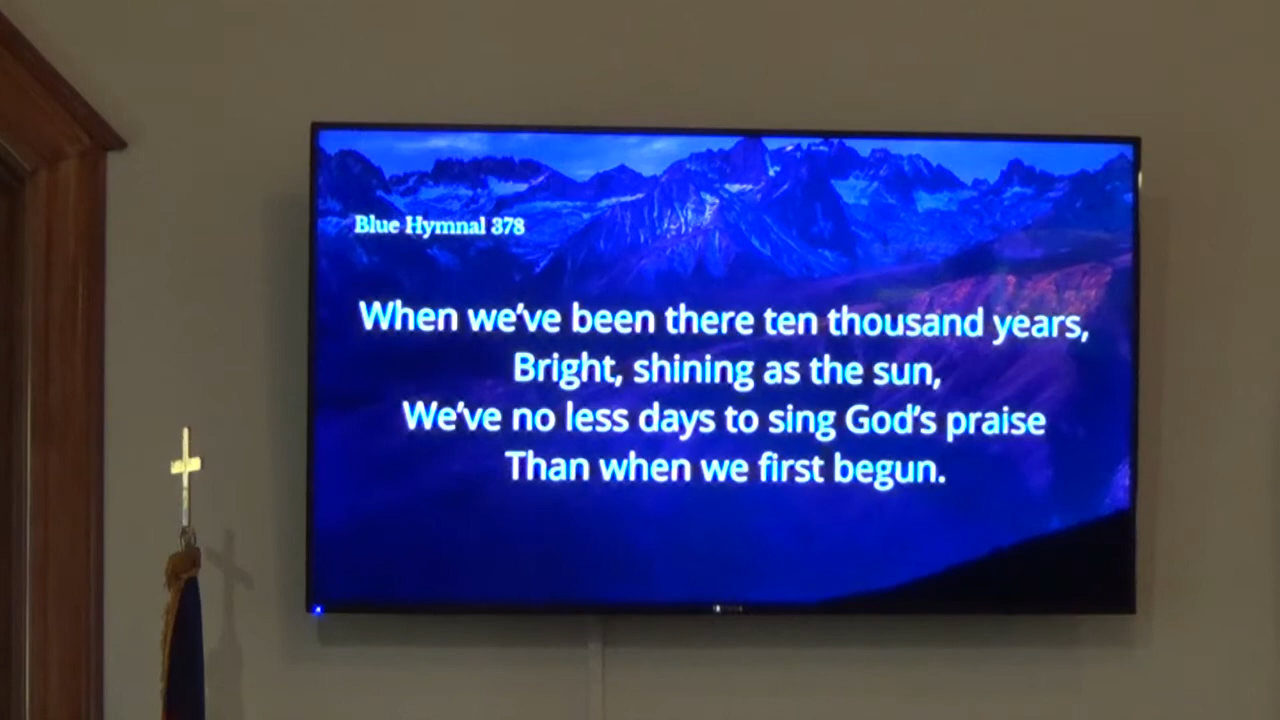 Blue Hymnal 378
When we've been there ten thousand years,
Bright, shining as the sun,
We've no less days to sing God's praise
Than when we first begun.